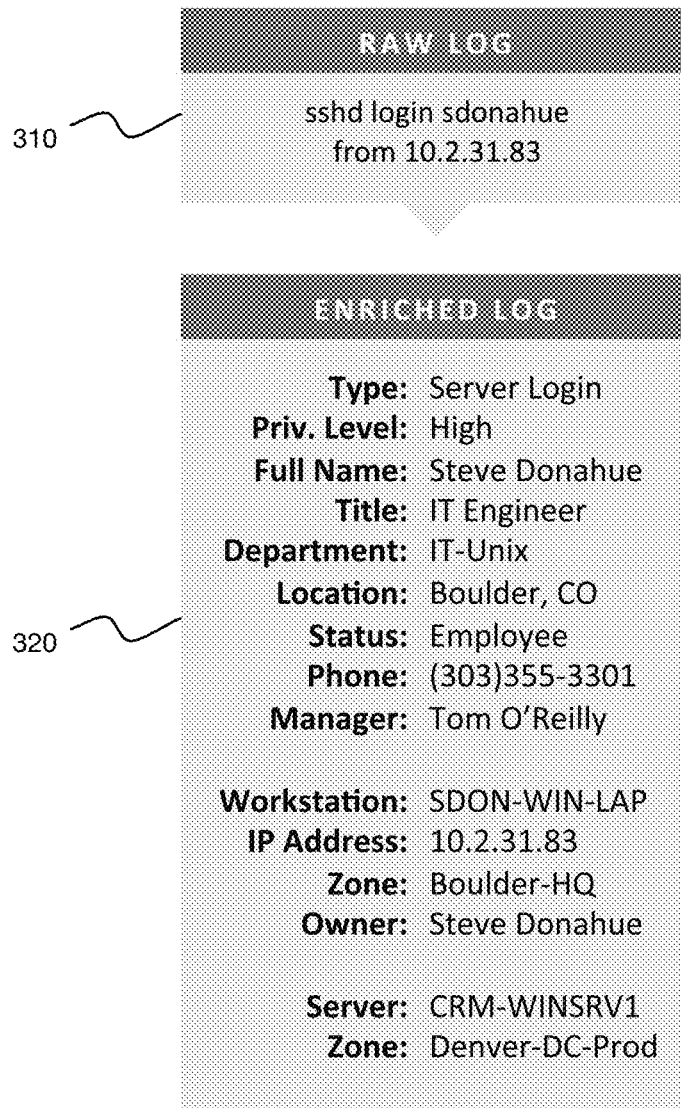 RAW LOG
310
sshd login sdonahue
from 10.2.31.83
ENRICHED LOG
320
Type: Server Login
Priv. Level: High
Full Name: Steve Donahue
Title: IT Engineer
Department: IT-Unix
Location: Boulder, CO
Status: Employee
Phone: (303)355-3301
Manager: Tom O'Reilly
Workstation: SDON-WIN-LAP
IP Address: 10.2.31.83
Zone: Boulder-HQ
Owner: Steve Donahue
Server: CRM-WINSRV1
Zone: Denver-DC-Prod